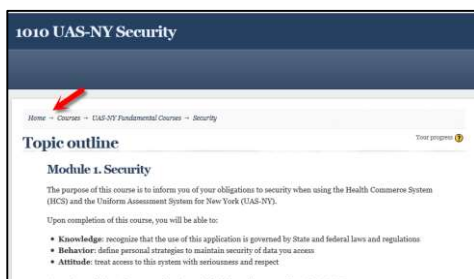 1010 UAS-NY Security
Home → Courses → UAS-NY Fundamental Courses → Security
Topic outline
Your progress
Module 1. Security
The purpose of this course is to inform you of your obligations to security when using the Health Commerce System
(HCS) and the Uniform Assessment System for New York (UAS-NY).
Upon completion of this course, you will be able to:
• Knowledge: recognize that the use of this application is governed by State and federal laws and regulations
• Behavior: define personal strategies to maintain security of data you access
• Attitude: treat access to this system with seriousness and respect